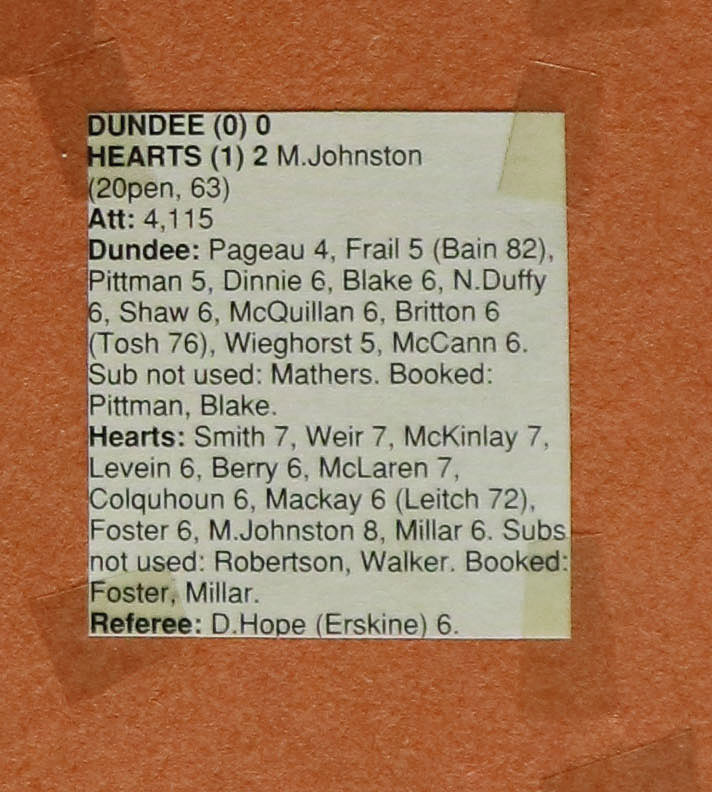 DUNDEE (0) 0
HEARTS (1) 2 M.Johnston
(20pen, 63)
Att: 4,115
Dundee: Pageau 4, Frail 5 (Bain 82),
Pittman 5, Dinnie 6, Blake 6, N.Duffy
6, Shaw 6, McQuillan 6, Britton 6
(Tosh 76), Wieghorst 5, McCann 6.
Sub not used: Mathers. Booked:
Pittman, Blake.
Hearts: Smith 7, Weir 7, McKinlay 7,
Levein 6, Berry 6, McLaren 7,
Colquhoun 6, Mackay 6 (Leitch 72),
Foster 6, M.Johnston 8, Millar 6. Subs
not used: Robertson, Walker. Booked:
Foster, Millar.
Referee: D.Hope (Erskine) 6.